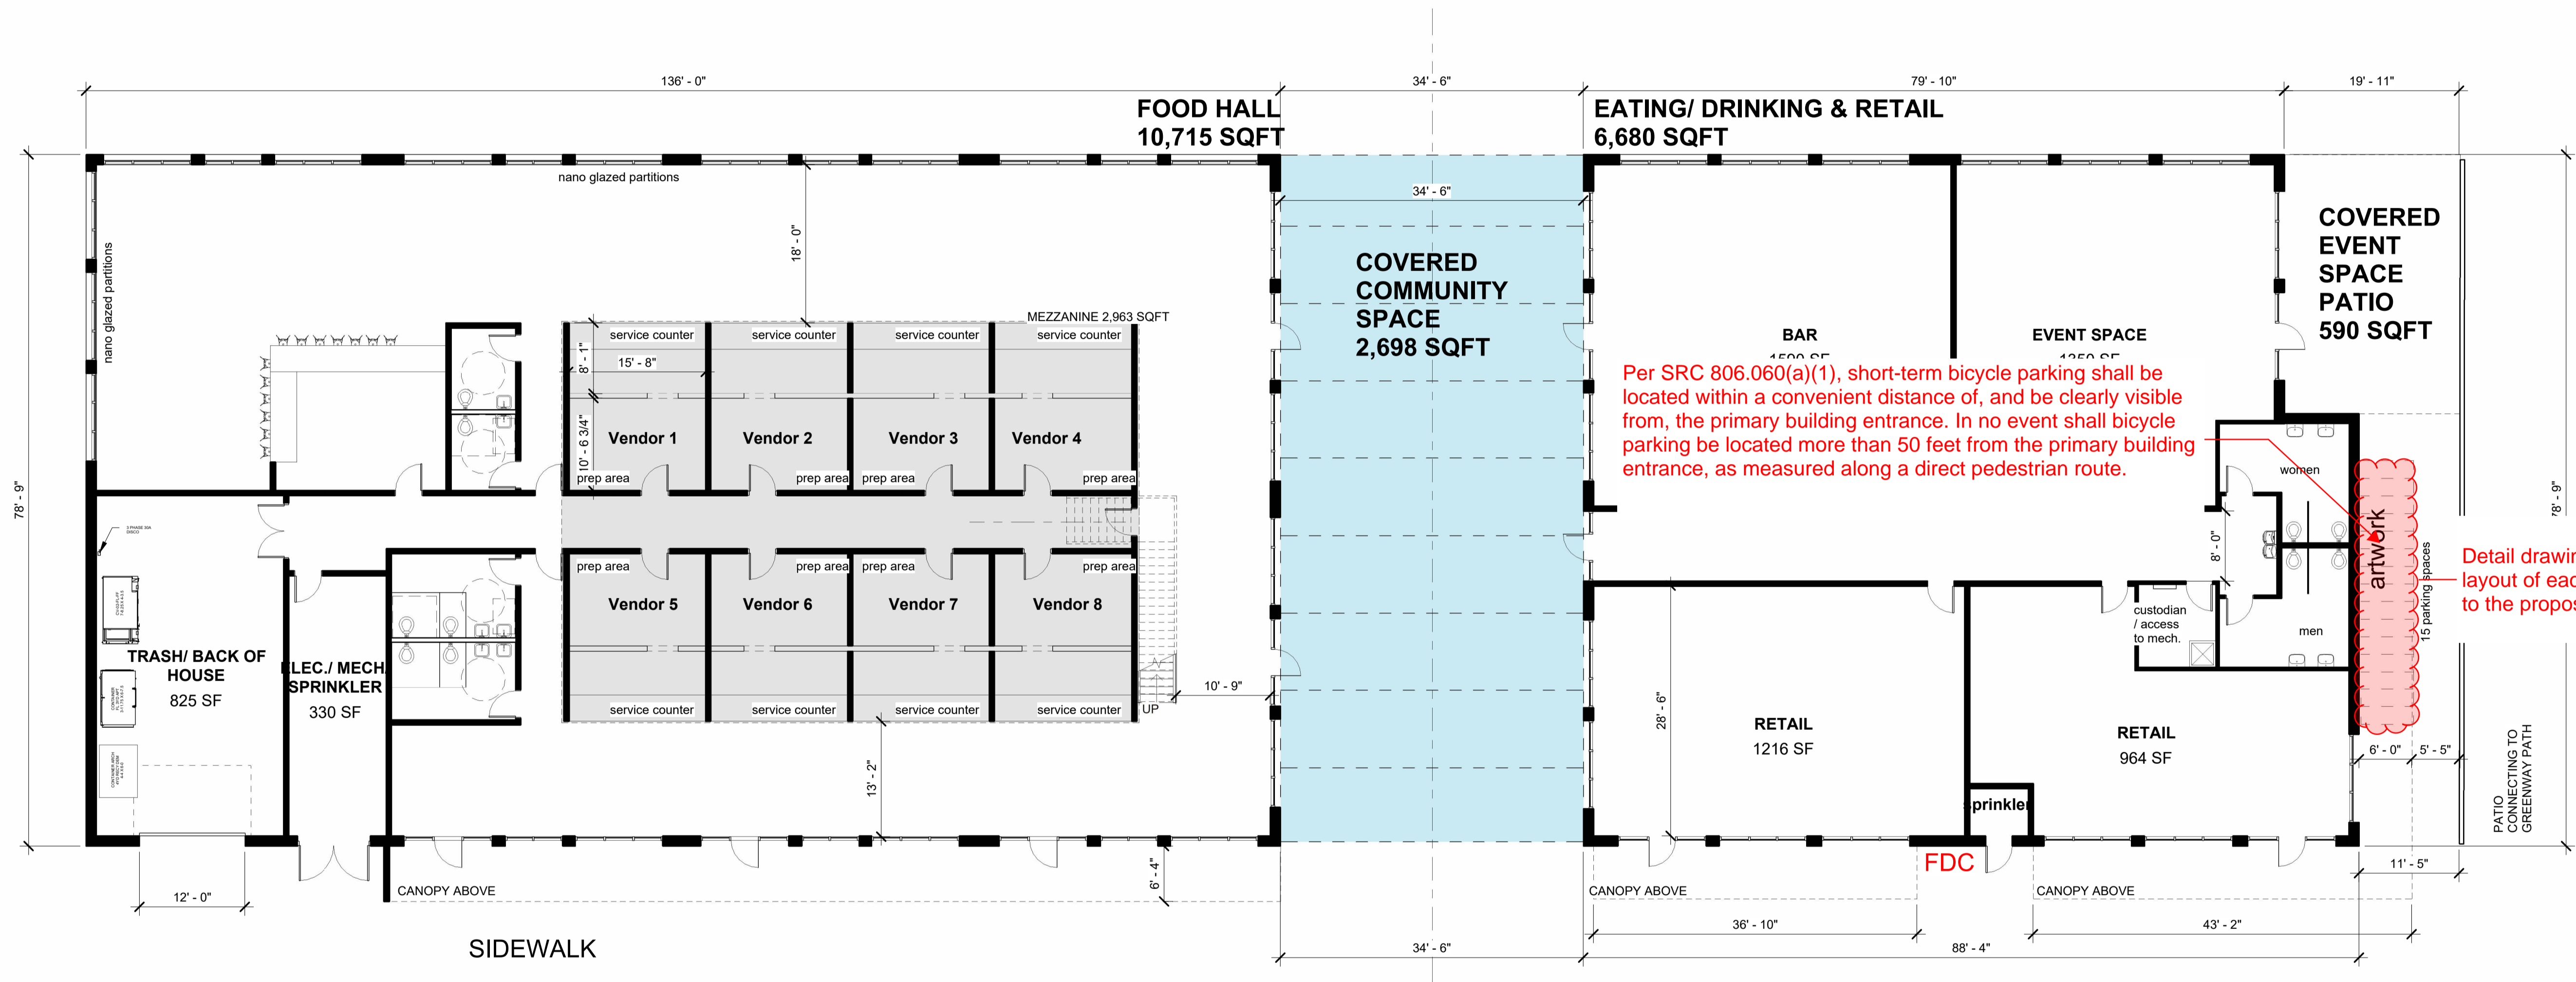 136' - 0"
34' - 6"
79' - 10"
19' - 11"
FOOD HALL
10,715 SQFT
EATING/ DRINKING & RETAIL
6,680 SQFT
nano glazed partitions
34' - 6"
nano glazed partitions
18' - 0"
COVERED
COMMUNITY
SPACE
2,698 SQFT
COVERED
EVENT
SPACE
PATIO
590 SQFT
MEZZANINE 2,963 SQFT
service counter
service counter
service counter
service counter
8' - 1"
15' - 8"
BAR
EVENT SPACE
Per SRC 806.060(a)(1), short-term bicycle parking shall be
located within a convenient distance of, and be clearly visible
from, the primary building entrance. In no event shall bicycle
parking be located more than 50 feet from the primary building
entrance, as measured along a direct pedestrian route.
Vendor 1
Vendor 2
Vendor 3
Vendor 4
10' - 6 3/4"
prep area
prep area
prep area
prep area
women
78' - 9"
78' - 9"
3 PHASE 30A
DISCO
8' - 0"
artwork
15 parking spaces
Detail drawin
layout of eac
to the propos
prep area
prep area
prep area
prep area
Vendor 5
Vendor 6
Vendor 7
Vendor 8
custodian
/ access
to mech.
men
TRASH/ BACK OF
HOUSE
825 SF
ELEC./ MECH.
SPRINKLER
330 SF
10' - 9"
service counter
service counter
service counter
service counter
UP
28' - 6"
RETAIL
1216 SF
RETAIL
964 SF
6' - 0"
5' - 5"
PATIO
CONNECTING TO
GREENWAY PATH
13' - 2"
sprinkler
FDC
11' - 5"
6' - 4"
CANOPY ABOVE
CANOPY ABOVE
CANOPY ABOVE
12' - 0"
36' - 10"
43' - 2"
SIDEWALK
34' - 6"
88' - 4"